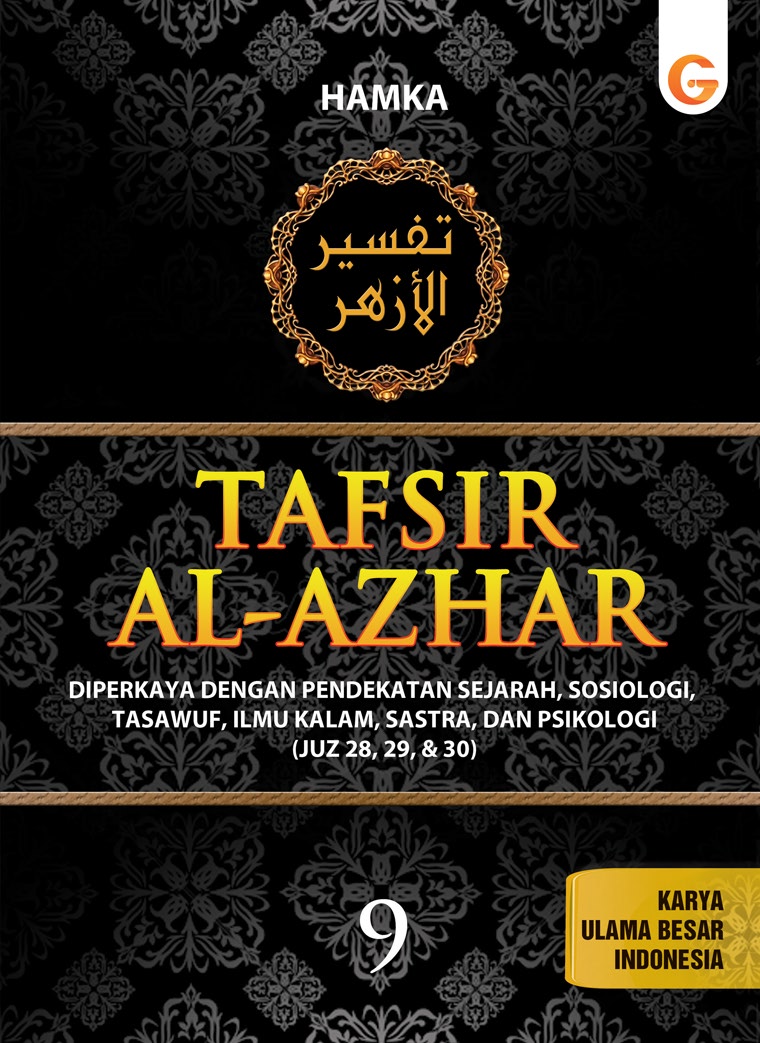 HAMKA
تفسير
الأزهر
TAFSIR
AL-AZHAR
DIPERKAYA DENGAN PENDEKATAN SEJARAH, SOSIOLOGI,
TASAWUF, ILMU KALAM, SASTRA, DAN PSIKOLOGI
(JUZ 28, 29, & 30)
9
KARYA
ULAMA BESAR
INDONESIA